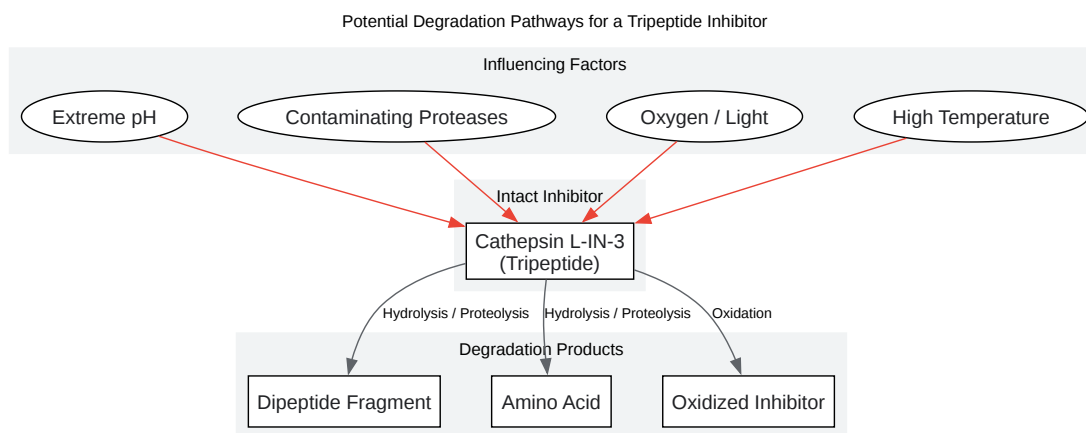 Potential Degradation Pathways for a Tripeptide Inhibitor
Influencing Factors
Extreme pH
Contaminating Proteases
Oxygen / Light
High Temperature
Intact Inhibitor
Cathepsin L-IN-3
(Tripeptide)
Hydrolysis / Proteolysis
Hydrolysis / Proteolysis
Oxidation
Degradation Products
Dipeptide Fragment
Amino Acid
Oxidized Inhibitor